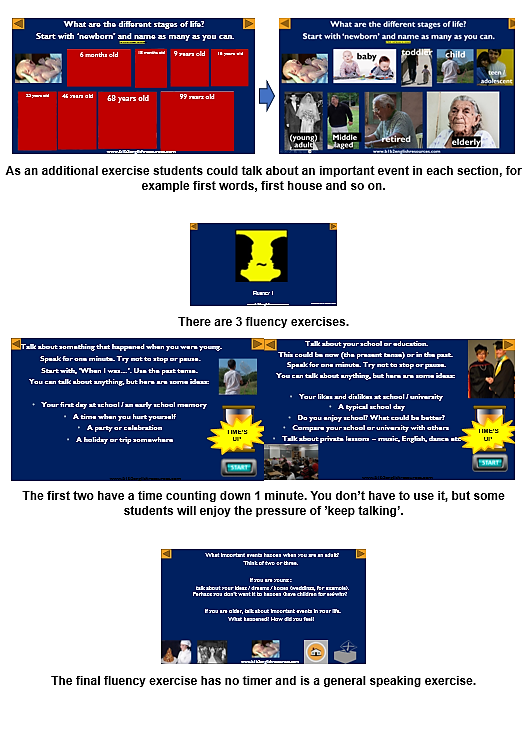 What are the different stages of life?
Start with 'newborn' and name as many as you can.
6 months old
9 years old
16 years old
22 years old
46 years old
68 years old
99 years old
www.b1b2englishresources.com
What are the different stages of life?
Start with 'newborn' and name as many as you can.
baby
toddler
child
teen /
adolescent
(young)
adult
Middle
aged
retired
elderly
www.b1b2englishresources.com
As an additional exercise students could talk about an important event in each section, for
example first words, first house and so on.
Fluency 1
There are 3 fluency exercises.
Talk about something that happened when you were young.
Speak for one minute. Try not to stop or pause.
Start with, 'When I was...'. Use the past tense.
You can talk about anything, but here are some ideas:
• Your first day at school / an early school memory
• A time when you hurt yourself
• A party or celebration
• A holiday or trip somewhere
TIME'S
UP
START
Talk about your school or education.
This could be now (the present tense) or in the past.
Speak for one minute. Try not to stop or pause.
You can talk about anything, but here are some ideas:
• Your likes and dislikes at school / university
• A typical school day
• Do you enjoy school? What could be better?
• Compare your school or university with others
• Talk about private lessons – music, English, dance etc
TIME'S
UP
START
The first two have a time counting down 1 minute. You don't have to use it, but some
students will enjoy the pressure of 'keep talking'.
What important events happen when you are an adult?
Think of two or three.
If you are young:
talk about your ideas / dreams / hopes (weddings, for example).
Perhaps you don't want it to happen (have children for e.g.) why?
If you are older, talk about important events in your life.
What happened? How did you feel?
www.b1b2englishresources.com
The final fluency exercise has no timer and is a general speaking exercise.